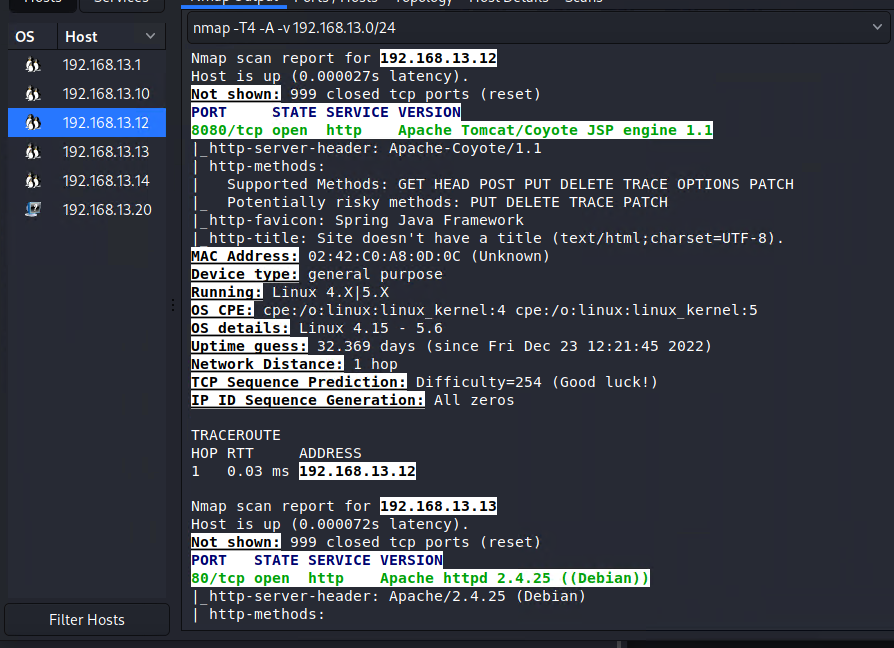 Hosts Services
Nmap Output Ports / Hosts Topology Host Details Scans
OS Host
192.168.13.1
192.168.13.10
192.168.13.12
192.168.13.13
192.168.13.14
192.168.13.20
Filter Hosts
nmap -T4 -A -v 192.168.13.0/24
Nmap scan report for 192.168.13.12
Host is up (0.000027s latency).
Not shown: 999 closed tcp ports (reset)
PORT     STATE SERVICE VERSION
8080/tcp open  http    Apache Tomcat/Coyote JSP engine 1.1
|_http-server-header: Apache-Coyote/1.1
| http-methods:
|   Supported Methods: GET HEAD POST PUT DELETE TRACE OPTIONS PATCH
|_  Potentially risky methods: PUT DELETE TRACE PATCH
|_http-favicon: Spring Java Framework
|_http-title: Site doesn't have a title (text/html;charset=UTF-8).
MAC Address: 02:42:C0:A8:0D:0C (Unknown)
Device type: general purpose
Running: Linux 4.X|5.X
OS CPE: cpe:/o:linux:linux_kernel:4 cpe:/o:linux:linux_kernel:5
OS details: Linux 4.15 - 5.6
Uptime guess: 32.369 days (since Fri Dec 23 12:21:45 2022)
Network Distance: 1 hop
TCP Sequence Prediction: Difficulty=254 (Good luck!)
IP ID Sequence Generation: All zeros
TRACEROUTE
HOP RTT     ADDRESS
1   0.03 ms 192.168.13.12
Nmap scan report for 192.168.13.13
Host is up (0.000072s latency).
Not shown: 999 closed tcp ports (reset)
PORT   STATE SERVICE VERSION
80/tcp open  http    Apache httpd 2.4.25 ((Debian))
|_http-server-header: Apache/2.4.25 (Debian)
| http-methods: